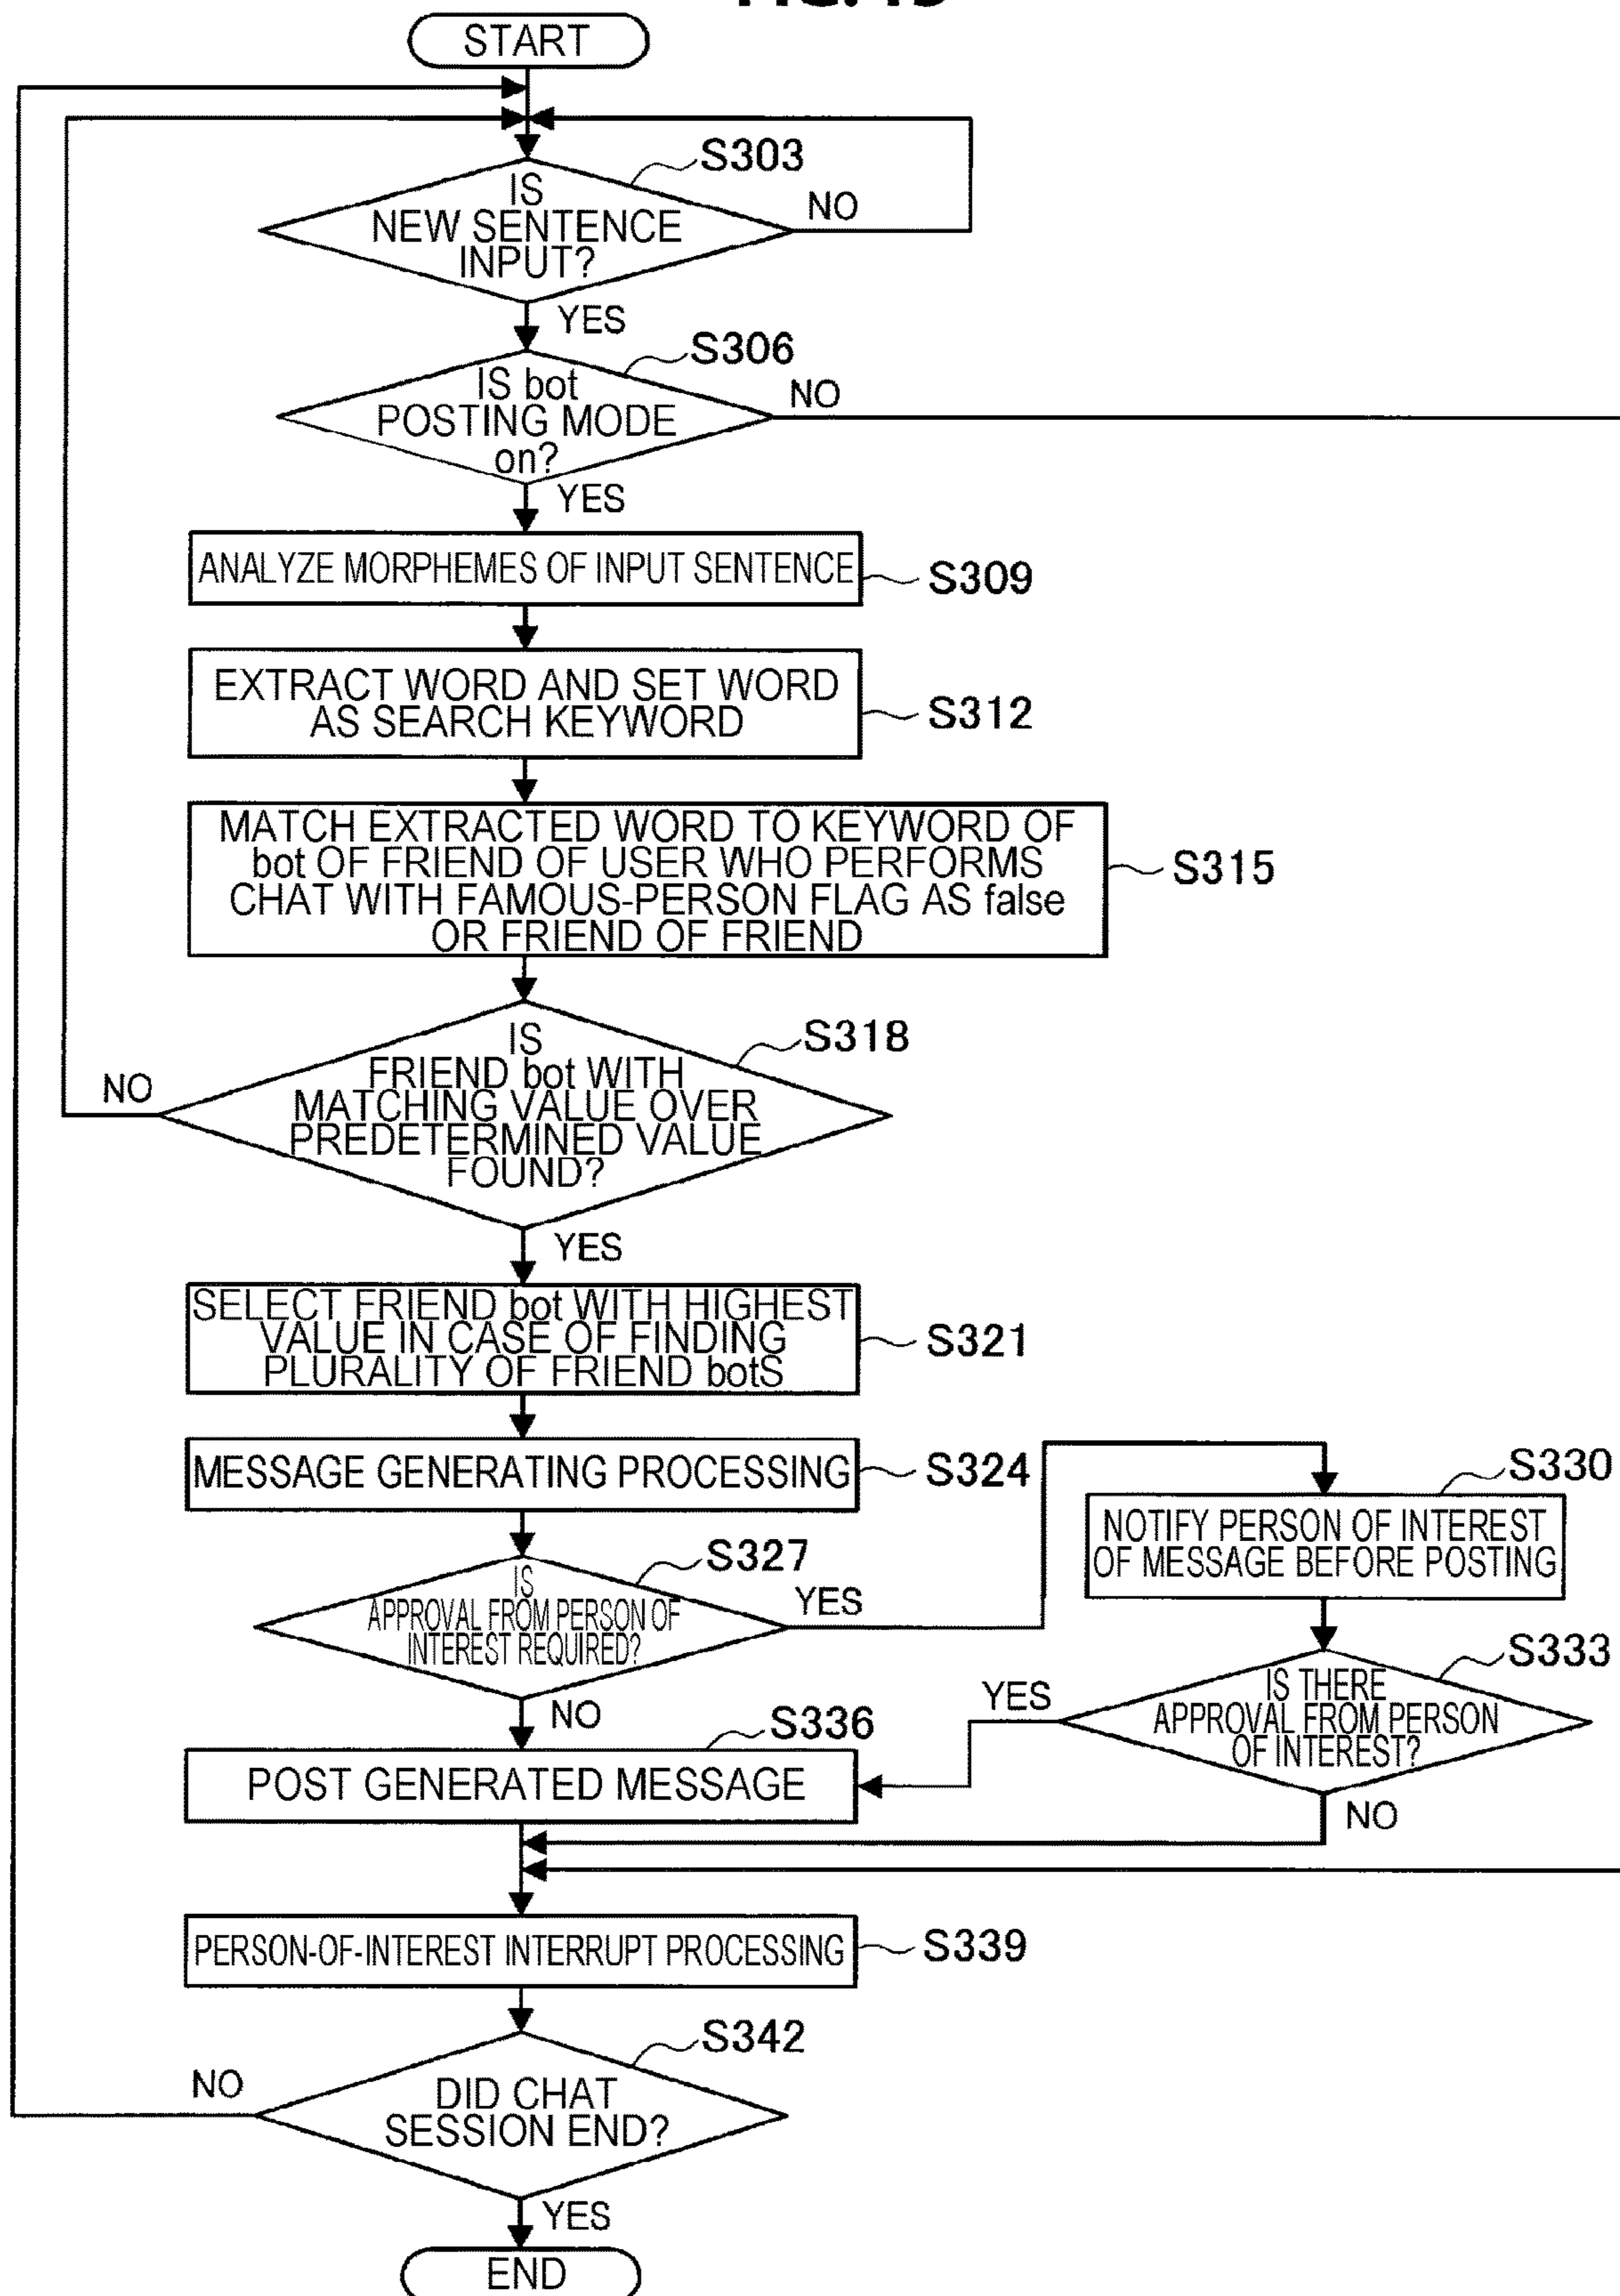 START
S303
IS
NEW SENTENCE
INPUT?
NO
YES
S306
IS bot
POSTING MODE
on?
NO
YES
ANALYZE MORPHEMES OF INPUT SENTENCE
S309
EXTRACT WORD AND SET WORD
AS SEARCH KEYWORD
S312
MATCH EXTRACTED WORD TO KEYWORD OF
bot OF FRIEND OF USER WHO PERFORMS
CHAT WITH FAMOUS-PERSON FLAG AS false
OR FRIEND OF FRIEND
S315
S318
IS
FRIEND bot WITH
MATCHING VALUE OVER
PREDETERMINED VALUE
FOUND?
NO
YES
SELECT FRIEND bot WITH HIGHEST
VALUE IN CASE OF FINDING
PLURALITY OF FRIEND botS
S321
MESSAGE GENERATING PROCESSING
S324
S327
IS
APPROVAL FROM PERSON OF
INTEREST REQUIRED?
YES
NO
S330
NOTIFY PERSON OF INTEREST
OF MESSAGE BEFORE POSTING
S333
IS THERE
APPROVAL FROM PERSON
OF INTEREST?
YES
NO
S336
POST GENERATED MESSAGE
PERSON-OF-INTEREST INTERRUPT PROCESSING
S339
S342
DID CHAT
SESSION END?
NO
YES
END